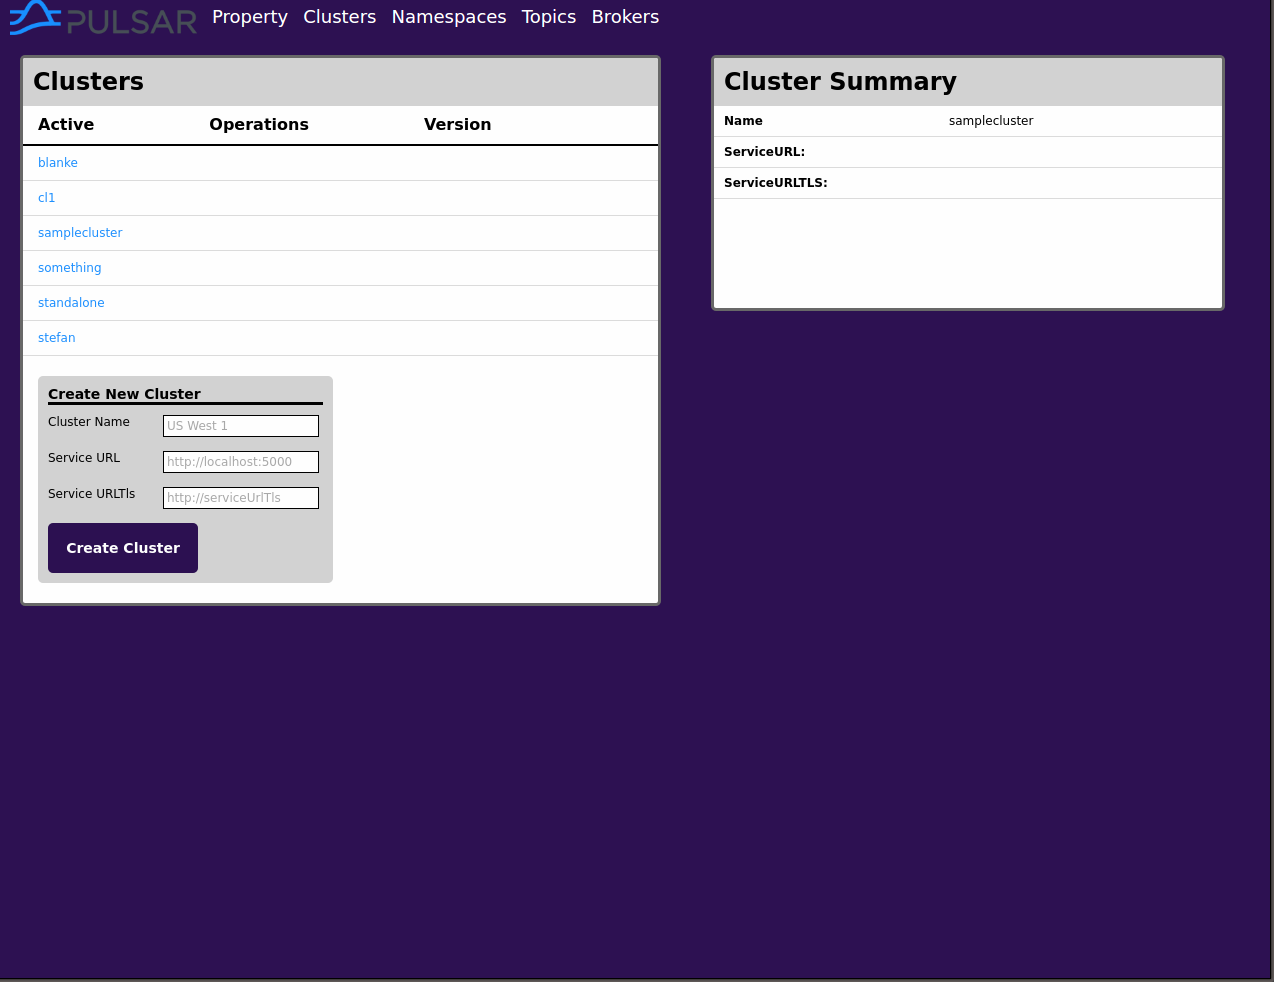 PULSAR Property Clusters Namespaces Topics Brokers
Clusters
Active Operations Version
blanke
cl1
samplecluster
something
standalone
stefan
Create New Cluster
Cluster Name US West 1
Service URL http://localhost:5000
Service URLTls http://serviceUrlTls
Create Cluster
Cluster Summary
Name samplecluster
ServiceURL:
ServiceURLTLS: